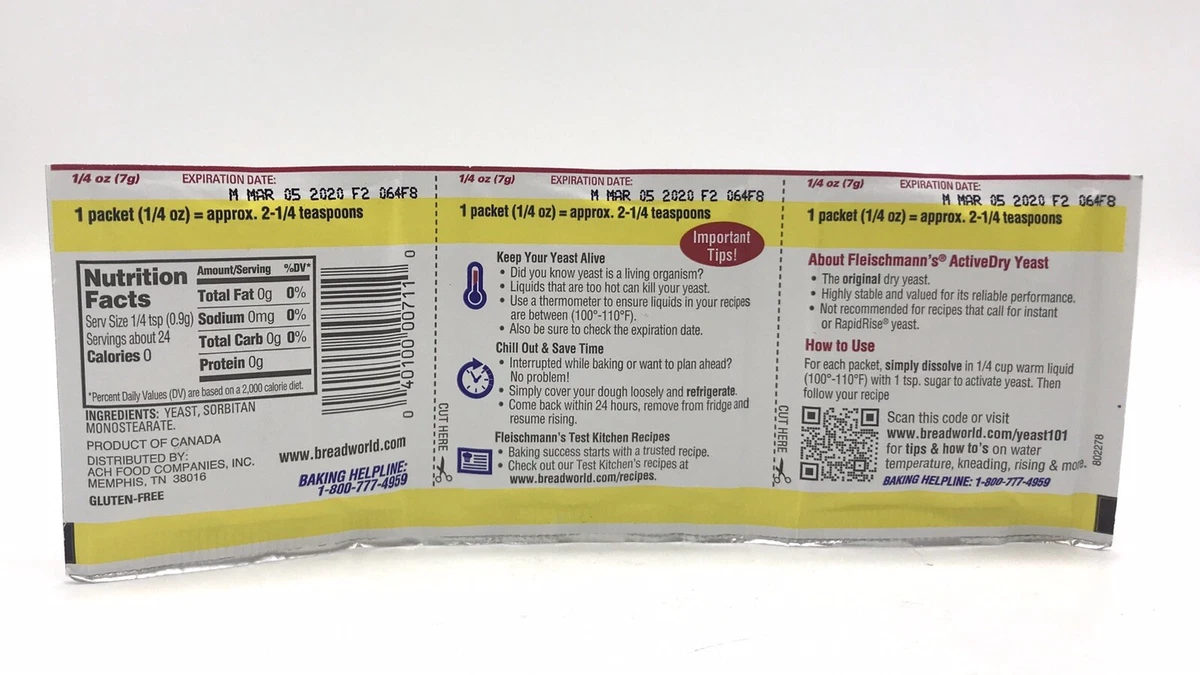 1/4 oz (7g) EXPIRATION DATE:
M MAR 05 2020 F2 064F8
1 packet (1/4 oz) = approx. 2-1/4 teaspoons
Nutrition
Facts
Serv Size 1/4 tsp (0.9g)
Servings about 24
Calories 0
Amount/Serving %DV*
Total Fat 0g 0%
Sodium 0mg 0%
Total Carb 0g 0%
Protein 0g
*Percent Daily Values (DV) are based on a 2,000 calorie diet.
0 40100 00711 0
INGREDIENTS: YEAST, SORBITAN
MONOSTEARATE.
PRODUCT OF CANADA
DISTRIBUTED BY:
ACH FOOD COMPANIES, INC.
MEMPHIS, TN 38016
GLUTEN-FREE
www.breadworld.com
BAKING HELPLINE:
1-800-777-4959
CUT HERE
1/4 oz (7g) EXPIRATION DATE:
M MAR 05 2020 F2 064F8
1 packet (1/4 oz) = approx. 2-1/4 teaspoons
Important
Tips!
Keep Your Yeast Alive
• Did you know yeast is a living organism?
• Liquids that are too hot can kill your yeast.
• Use a thermometer to ensure liquids in your recipes
are between (100°-110°F).
• Also be sure to check the expiration date.
Chill Out & Save Time
• Interrupted while baking or want to plan ahead?
No problem!
• Simply cover your dough loosely and refrigerate.
• Come back within 24 hours, remove from fridge and
resume rising.
Fleischmann's Test Kitchen Recipes
• Baking success starts with a trusted recipe.
• Check out our Test Kitchen's recipes at
www.breadworld.com/recipes.
CUT HERE
1/4 oz (7g) EXPIRATION DATE:
M MAR 05 2020 F2 064F8
1 packet (1/4 oz) = approx. 2-1/4 teaspoons
About Fleischmann's® ActiveDry Yeast
• The original dry yeast.
• Highly stable and valued for its reliable performance.
• Not recommended for recipes that call for instant
or RapidRise® yeast.
How to Use
For each packet, simply dissolve in 1/4 cup warm liquid
(100°-110°F) with 1 tsp. sugar to activate yeast. Then
follow your recipe
Scan this code or visit
www.breadworld.com/yeast101
for tips & how to's on water
temperature, kneading, rising & more.
BAKING HELPLINE: 1-800-777-4959
802278